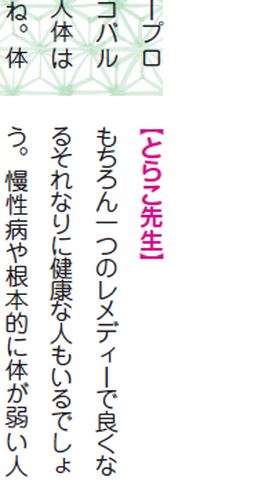 ープロ
コバル
人体は
ね。体
【とらこ先生】
もちろん一つのレメディーで良くな
るそれなりに健康な人もいるでしょ
う。慢性病や根本的に体が弱い人